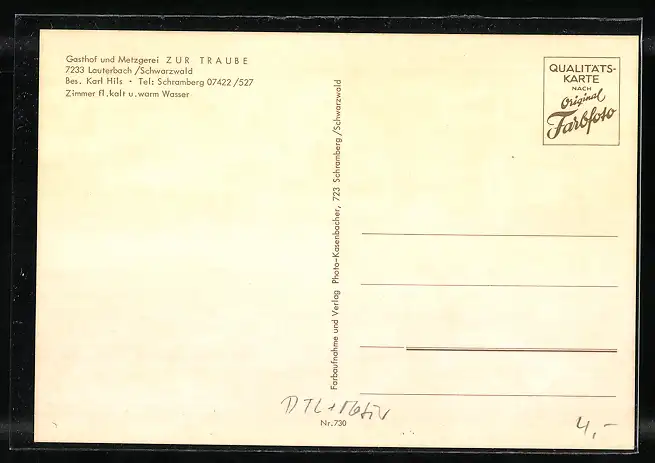 Gasthof und Metzgerei ZUR TRAUBE
7233 Lauterbach /Schwarzwald
Bes. Karl Hils · Tel: Schramberg 07422 /527
Zimmer fl. kalt u. warm Wasser
Farbaufnahme und Verlag Photo-Kasenbacher, 723 Schramberg/Schwarzwald
QUALITÄTS-
KARTE
NACH
Original
Farbfoto
Nr. 730
4,-